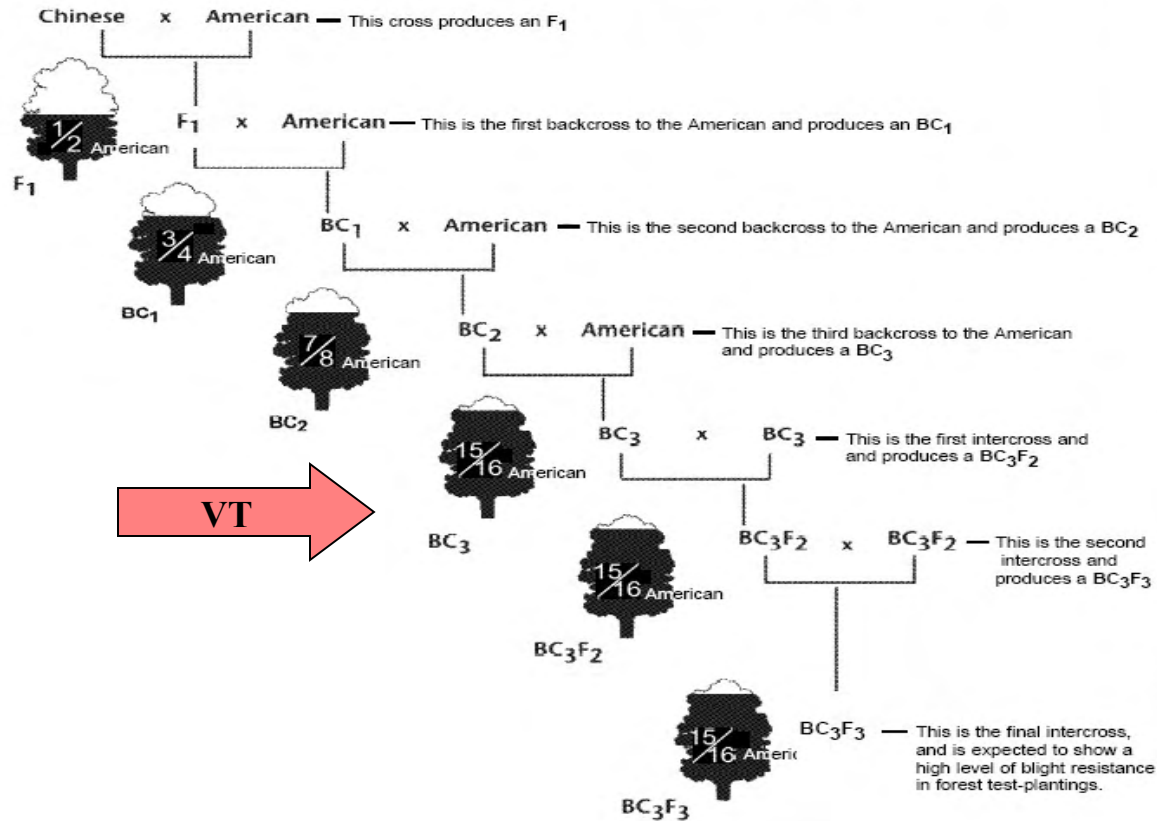 Chinese x American — This cross produces an F1
1/2 American
F1
F1 x American — This is the first backcross to the American and produces an BC1
3/4 American
BC1
BC1 x American — This is the second backcross to the American and produces a BC2
7/8 American
BC2
BC2 x American — This is the third backcross to the American
and produces a BC3
15/16 American
BC3
BC3 x BC3 — This is the first intercross and
and produces a BC3F2
VT
15/16 American
BC3F2
BC3F2 x BC3F2 — This is the second
intercross and
produces a BC3F3
15/16 Americ
BC3F3
BC3F3 — This is the final intercross,
and is expected to show a
high level of blight resistance
in forest test-plantings.